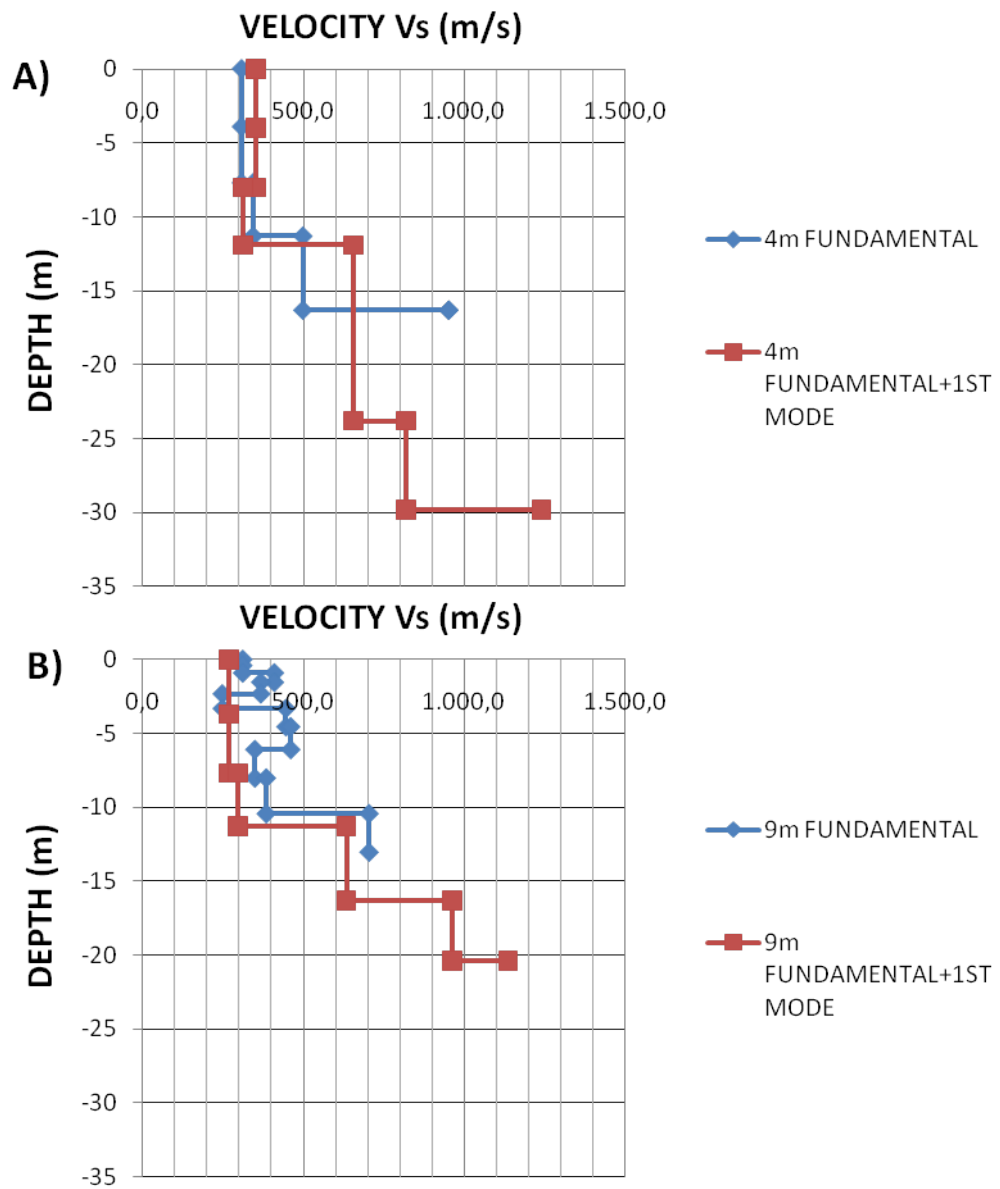 VELOCITY Vs (m/s)
A)
0,0 500,0 1.000,0 1.500,0
0
-5
-10
-15
-20
-25
-30
-35
DEPTH (m)
4m FUNDAMENTAL
4m
FUNDAMENTAL+1ST
MODE
VELOCITY Vs (m/s)
B)
0,0 500,0 1.000,0 1.500,0
0
-5
-10
-15
-20
-25
-30
-35
DEPTH (m)
9m FUNDAMENTAL
9m
FUNDAMENTAL+1ST
MODE